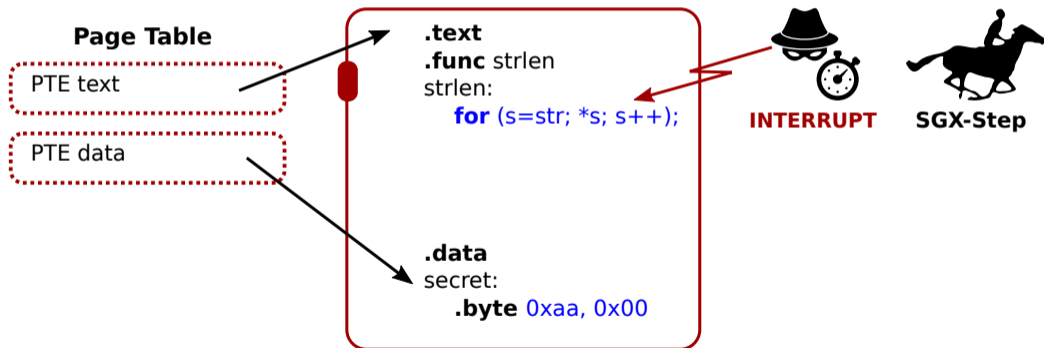 Page Table
PTE text
PTE data
.text
.func strlen
strlen:
for (s=str; *s; s++);
.data
secret:
.byte 0xaa, 0x00
INTERRUPT
SGX-Step